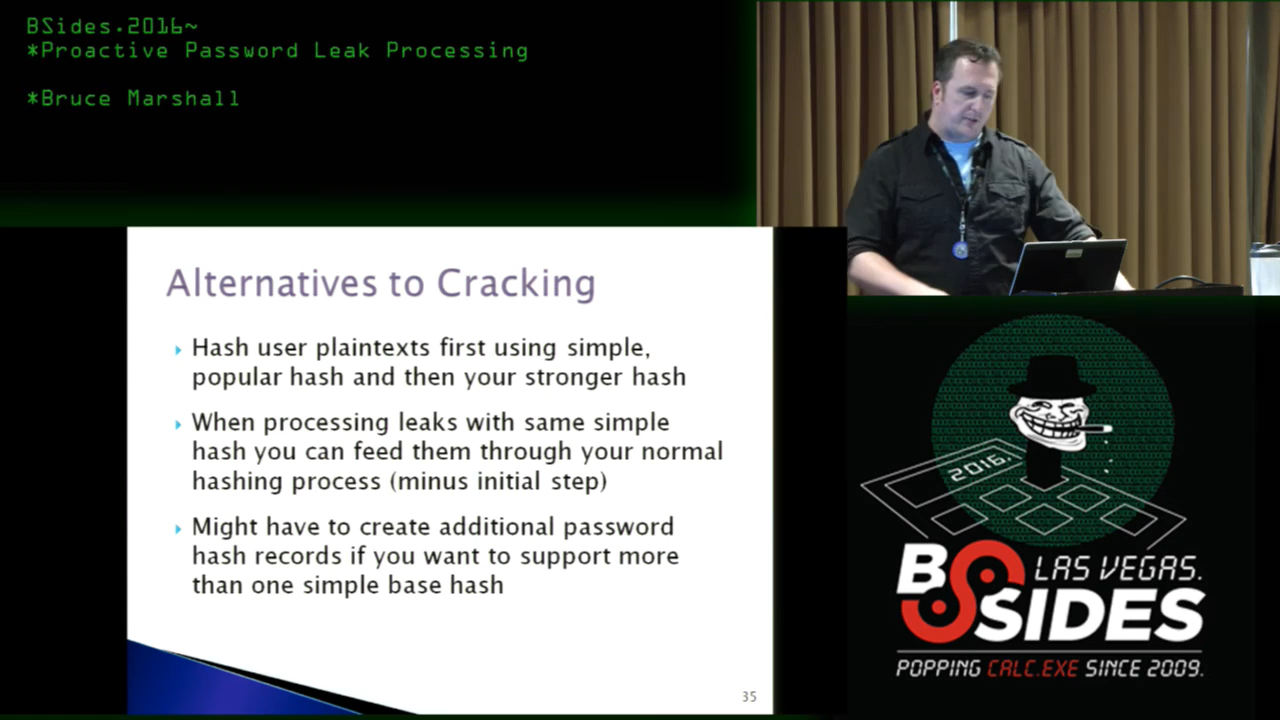 BSides.2016~
*Proactive Password Leak Processing
*Bruce Marshall
Alternatives to Cracking
Hash user plaintexts first using simple,
popular hash and then your stronger hash
When processing leaks with same simple
hash you can feed them through your normal
hashing process (minus initial step)
Might have to create additional password
hash records if you want to support more
than one simple base hash
35
2016.
BSIDES
LAS VEGAS.
POPPING CALC.EXE SINCE 2009.